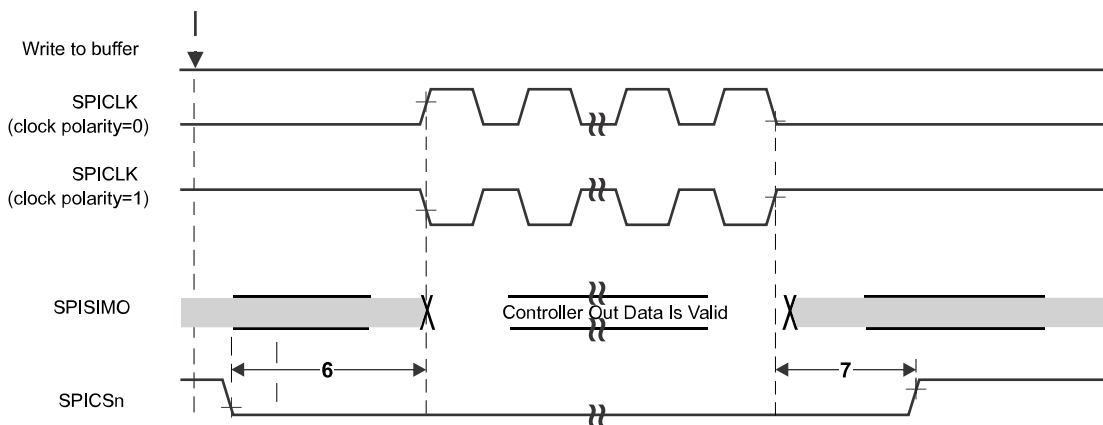 Write to buffer
SPICLK
(clock polarity=0)
SPICLK
(clock polarity=1)
SPISIMO
Controller Out Data Is Valid
6
7
SPICSn